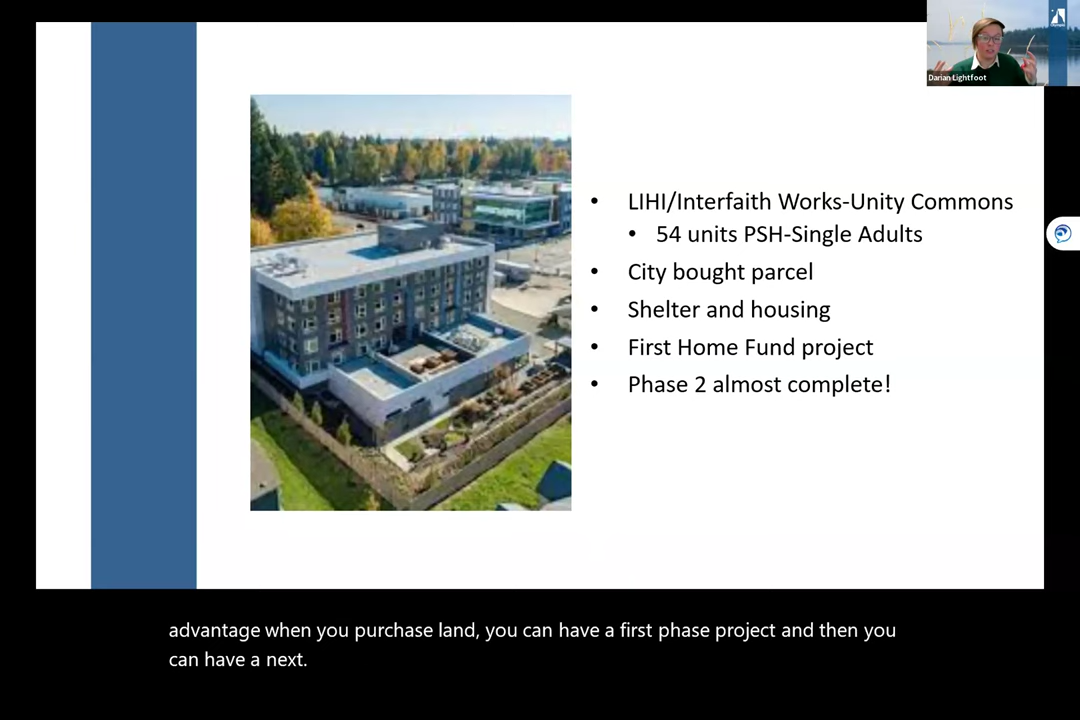 Darian Lightfoot
• LIHI/Interfaith Works-Unity Commons
• 54 units PSH-Single Adults
• City bought parcel
• Shelter and housing
• First Home Fund project
• Phase 2 almost complete!
advantage when you purchase land, you can have a first phase project and then you
can have a next.